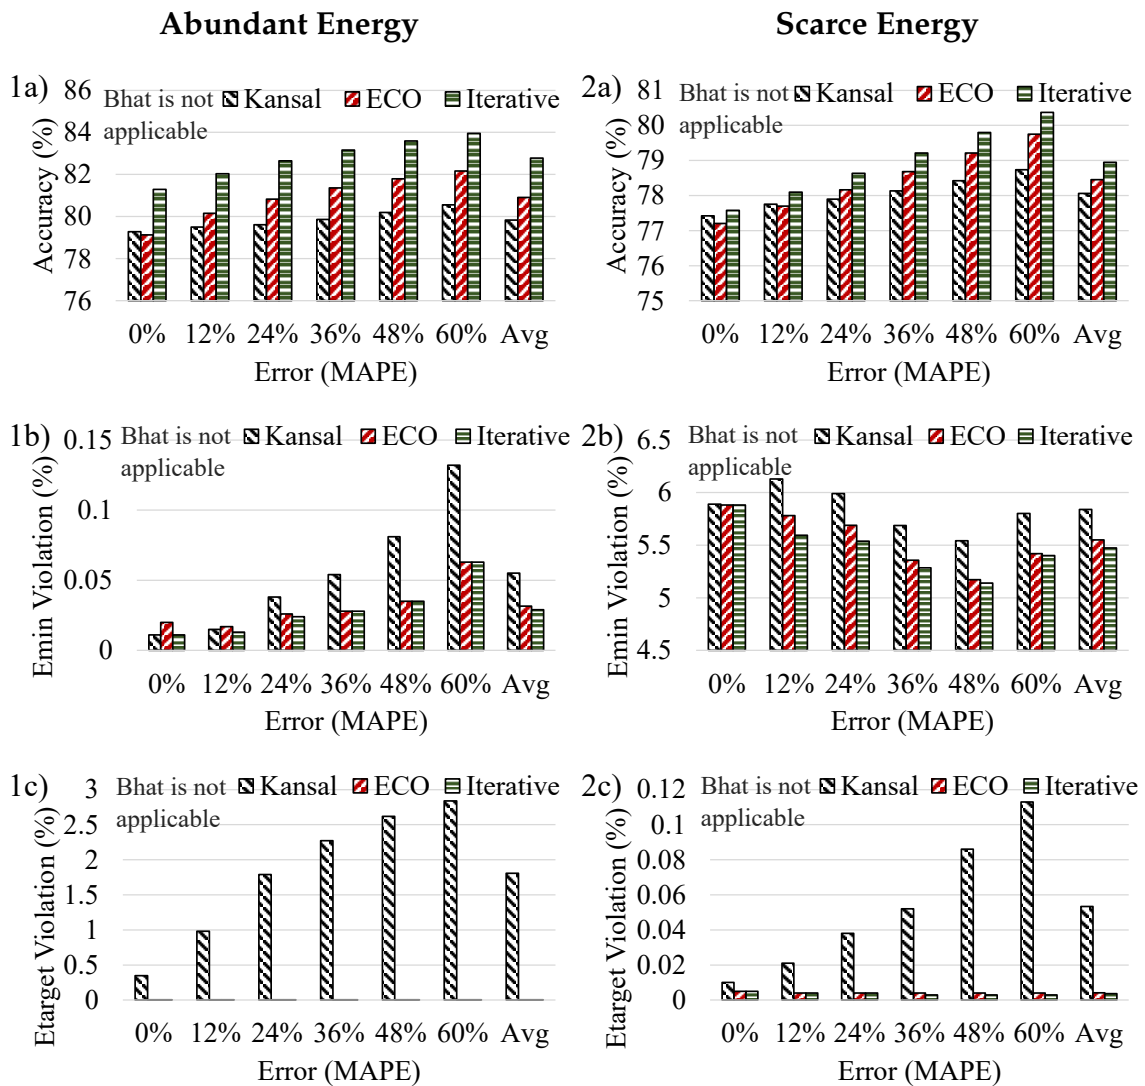 Abundant Energy
Scarce Energy
1a)
Bhat is not
applicable
Kansal ECO Iterative
Accuracy (%)
86
84
82
80
78
76
0% 12% 24% 36% 48% 60% Avg
Error (MAPE)
2a)
Bhat is not
applicable
Kansal ECO Iterative
Accuracy (%)
81
80
79
78
77
76
75
0% 12% 24% 36% 48% 60% Avg
Error (MAPE)
1b)
Bhat is not
applicable
Kansal ECO Iterative
Emin Violation (%)
0.15
0.1
0.05
0
0% 12% 24% 36% 48% 60% Avg
Error (MAPE)
2b)
Bhat is not
applicable
Kansal ECO Iterative
Emin Violation (%)
6.5
6
5.5
5
4.5
0% 12% 24% 36% 48% 60% Avg
Error (MAPE)
1c)
Bhat is not
applicable
Kansal ECO Iterative
Etarget Violation (%)
3
2.5
2
1.5
1
0.5
0
0% 12% 24% 36% 48% 60% Avg
Error (MAPE)
2c)
Bhat is not
applicable
Kansal ECO Iterative
Etarget Violation (%)
0.12
0.1
0.08
0.06
0.04
0.02
0
0% 12% 24% 36% 48% 60% Avg
Error (MAPE)